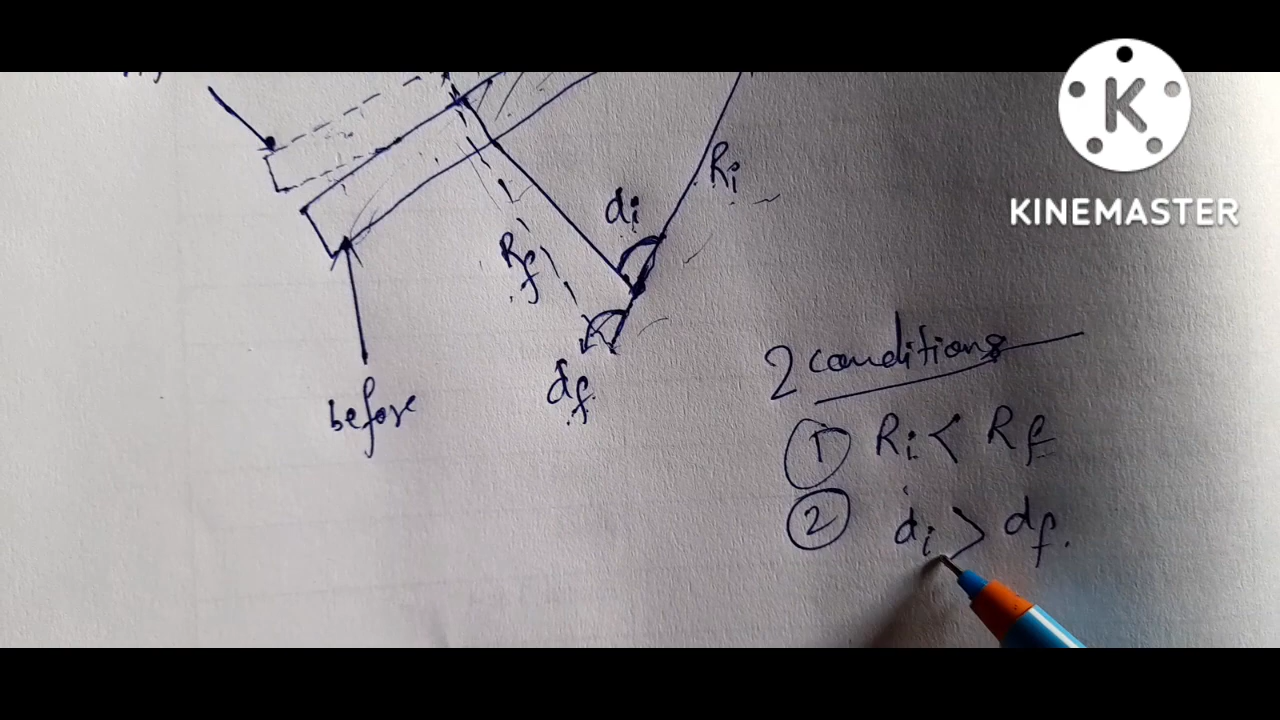 K
KINEMASTER
Ri
di
Rf
df
before
2 conditions
① Ri < Rf
② di > df.